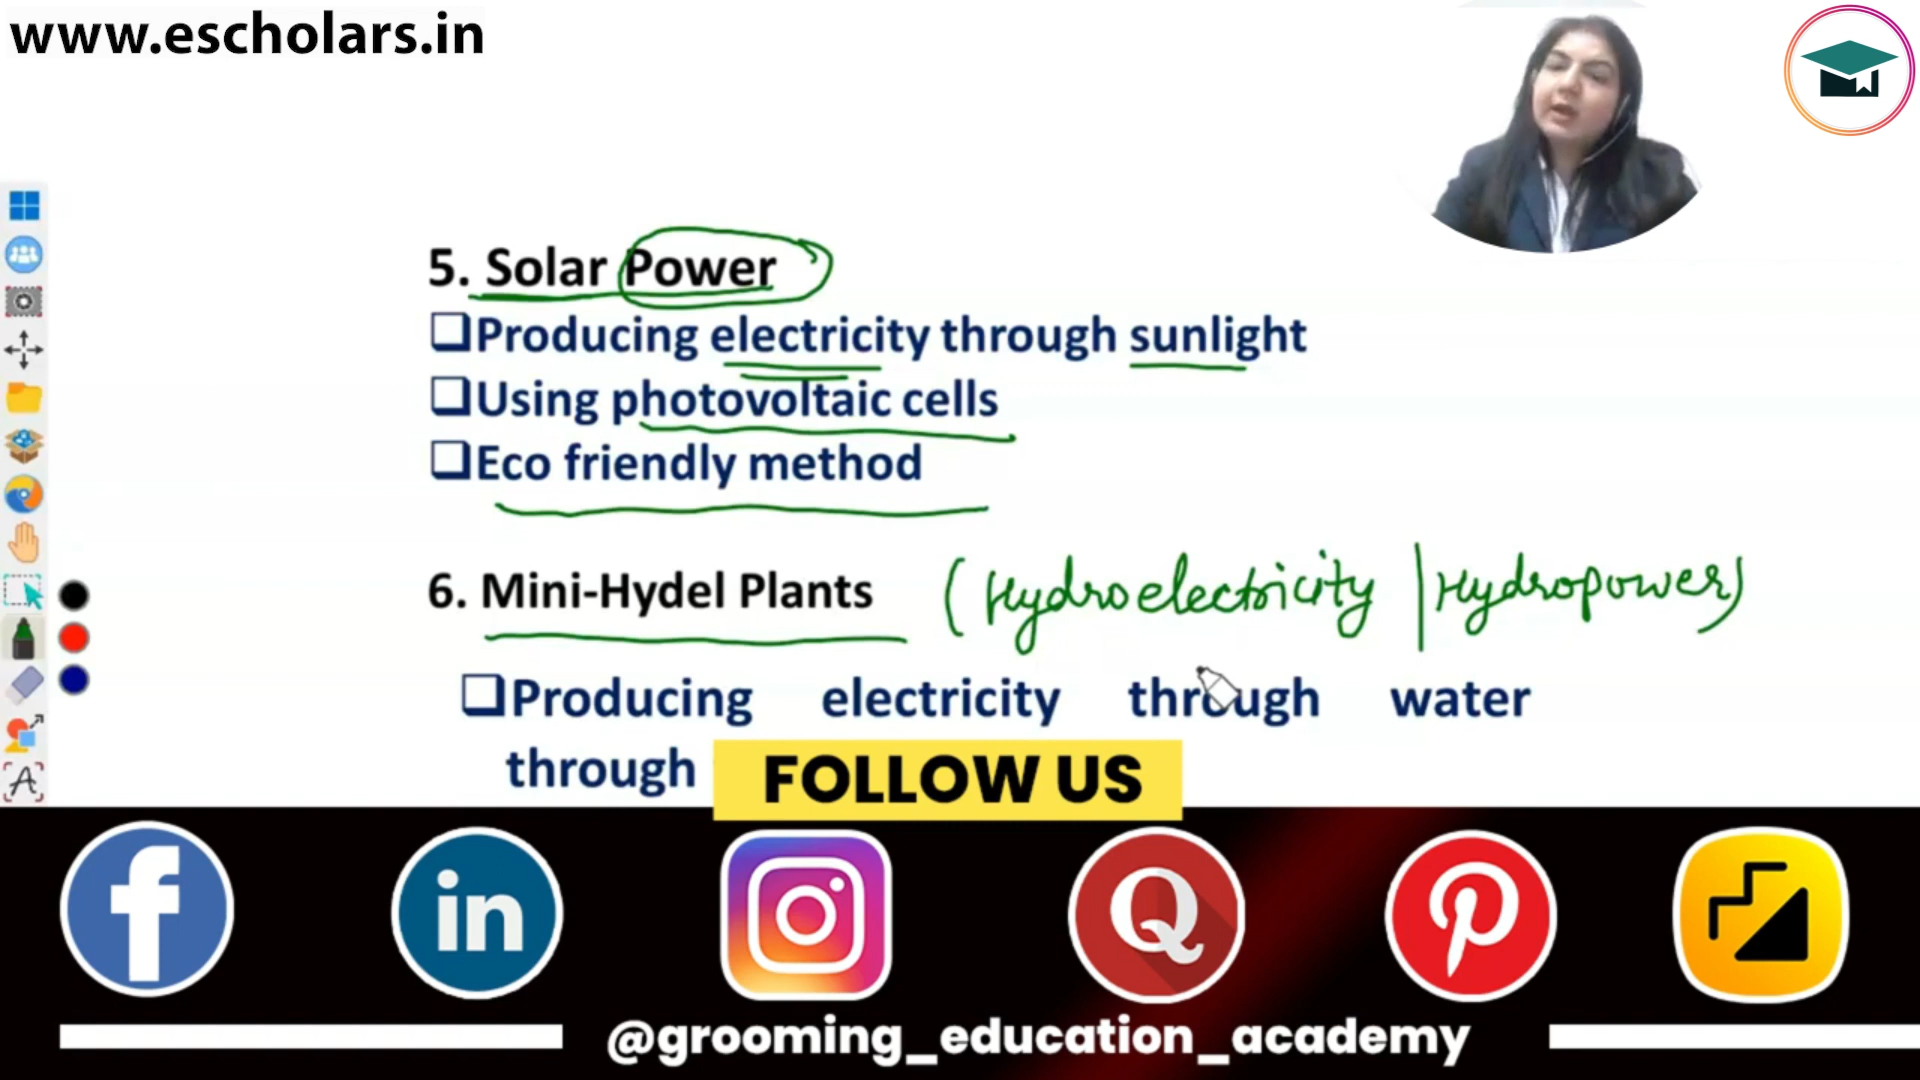 www.escholars.in
5. Solar Power
❑Producing electricity through sunlight
❑Using photovoltaic cells
❑Eco friendly method
6. Mini-Hydel Plants (Hydroelectricity | Hydropower)
❑Producing electricity through water
through
FOLLOW US
f in Q
@grooming_education_academy